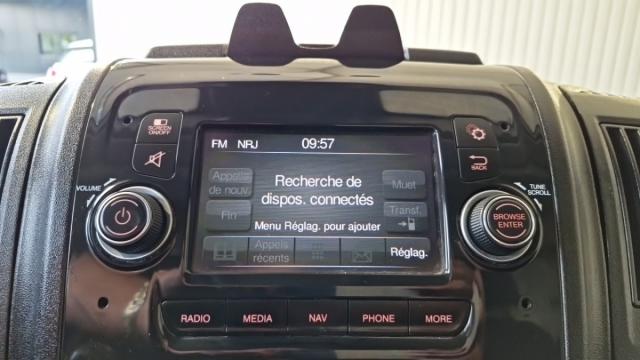 SCREEN
ON/OFF
FM NRJ 09:57
BACK
Appeler
de nouv.
Recherche de
dispos. connectés
Muet
VOLUME
TUNE
SCROLL
Fin
Transf.
BROWSE
ENTER
Menu Réglag. pour ajouter
Appels
récents
Réglag.
RADIO MEDIA NAV PHONE MORE